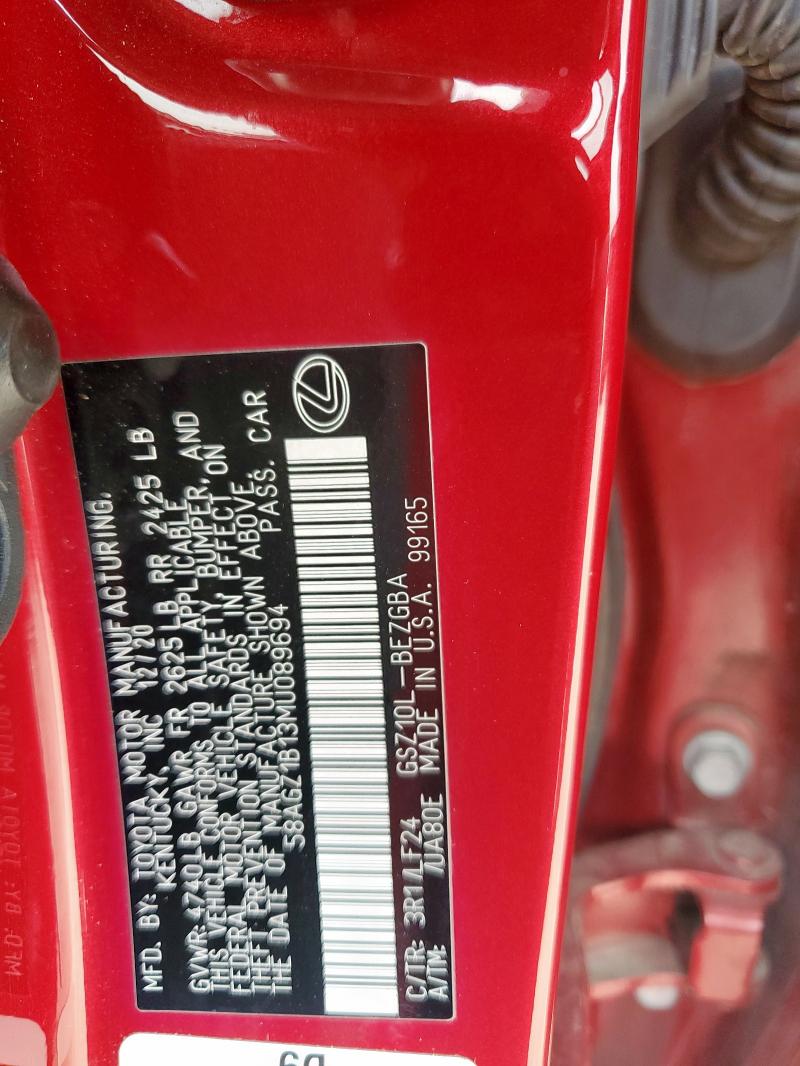 MFD. BY: TOYOTA MOTOR MANUFACTURING,
KENTUCKY, INC 12/20
GVWR: 4740LB GAWR FR 2625 LB RR 2425 LB
THIS VEHICLE CONFORMS TO ALL APPLICABLE
FEDERAL MOTOR VEHICLE SAFETY, BUMPER, AND
THEFT PREVENTION STANDARDS IN EFFECT ON
THE DATE OF MANUFACTURE SHOWN ABOVE.
58AGZ1B13MU089694 PASS. CAR
C/TR: 3R1/LF24 GSZ10L-BEZGBA
A/TM: /UA80E MADE IN U.S.A. 99165